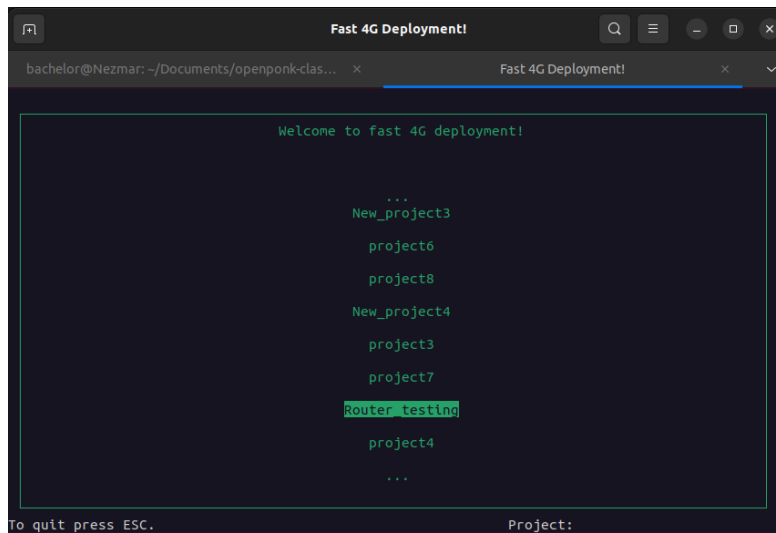 Fast 4G Deployment!
bachelor@Nezmar: ~/Documents/openponk-clas...
Fast 4G Deployment!
Welcome to fast 4G deployment!
...
New_project3
project6
project8
New_project4
project3
project7
Router_testing
project4
...
To quit press ESC.
Project: